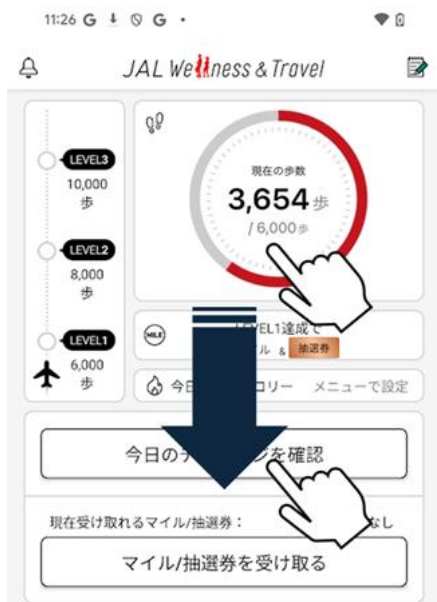 11:26 G G
JAL Wellness & Travel
LEVEL3
10,000
歩
LEVEL2
8,000
歩
LEVEL1
6,000
歩
現在の歩数
3,654歩
/ 6,000歩
MILE
LEVEL1達成で
ル & 抽選券
今日 ロリー メニューで設定
今日の ジを確認
現在受け取れるマイル/抽選券: なし
マイル/抽選券を受け取る